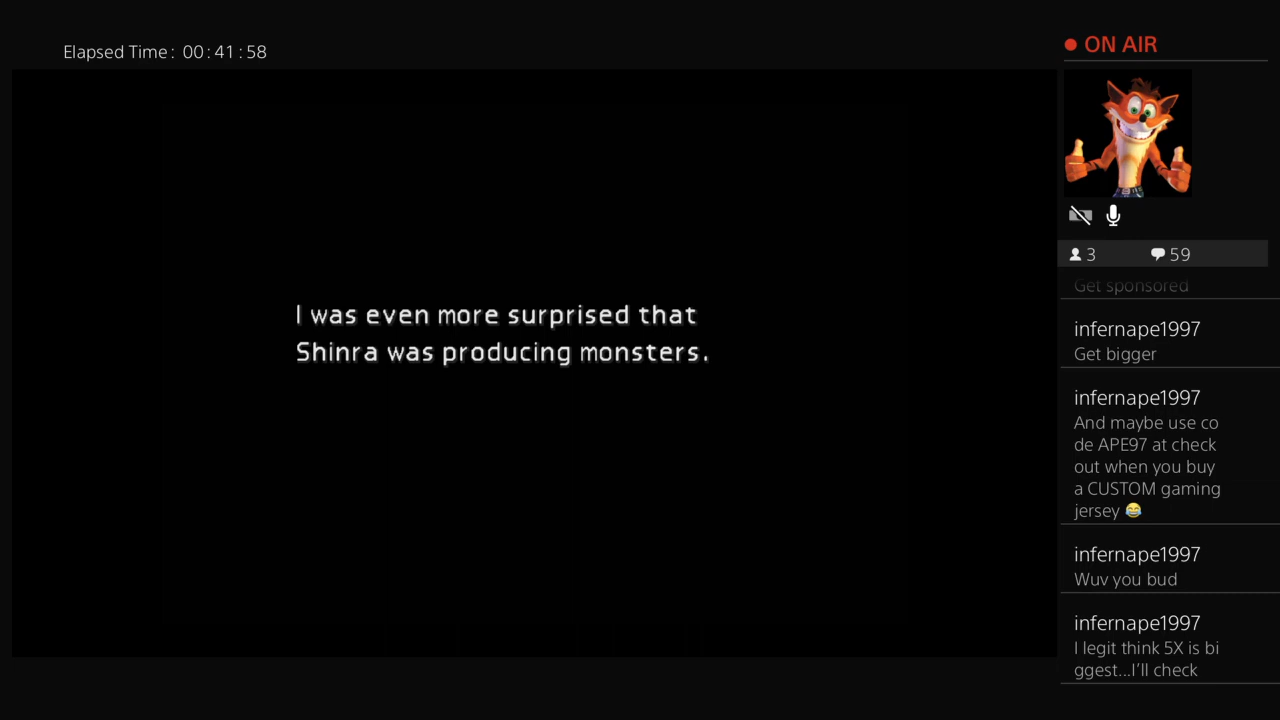 Elapsed Time: 00:41:58
ON AIR
3 59
Get sponsored
infernape1997
Get bigger
infernape1997
And maybe use co
de APE97 at check
out when you buy
a CUSTOM gaming
jersey 😂
infernape1997
Wuv you bud
infernape1997
I legit think 5X is bi
ggest...I'll check
I was even more surprised that
Shinra was producing monsters.